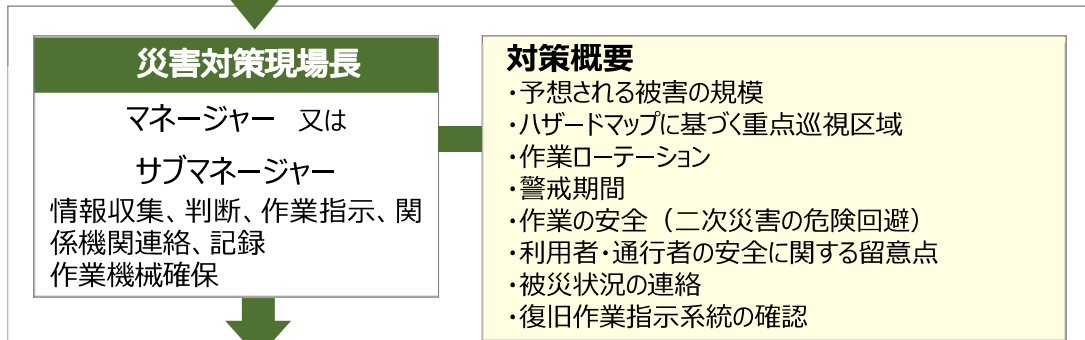 災害対策現場長
マネージャー 又は
サブマネージャー
情報収集、判断、作業指示、関
係機関連絡、記録
作業機械確保
対策概要
・予想される被害の規模
・ハザードマップに基づく重点巡視区域
・作業ローテーション
・警戒期間
・作業の安全（二次災害の危険回避）
・利用者・通行者の安全に関する留意点
・被災状況の連絡
・復旧作業指示系統の確認